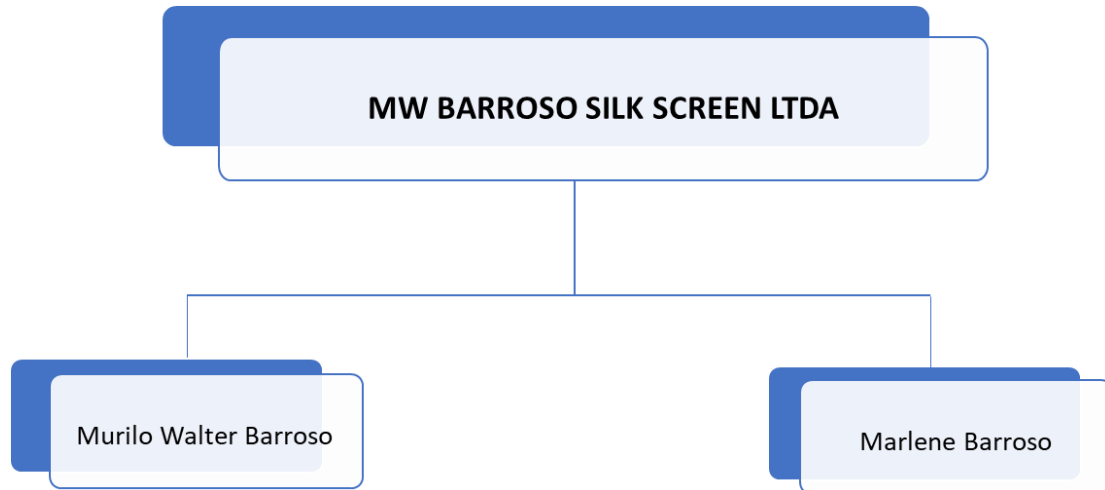 MW BARROSO SILK SCREEN LTDA
Murilo Walter Barroso
Marlene Barroso